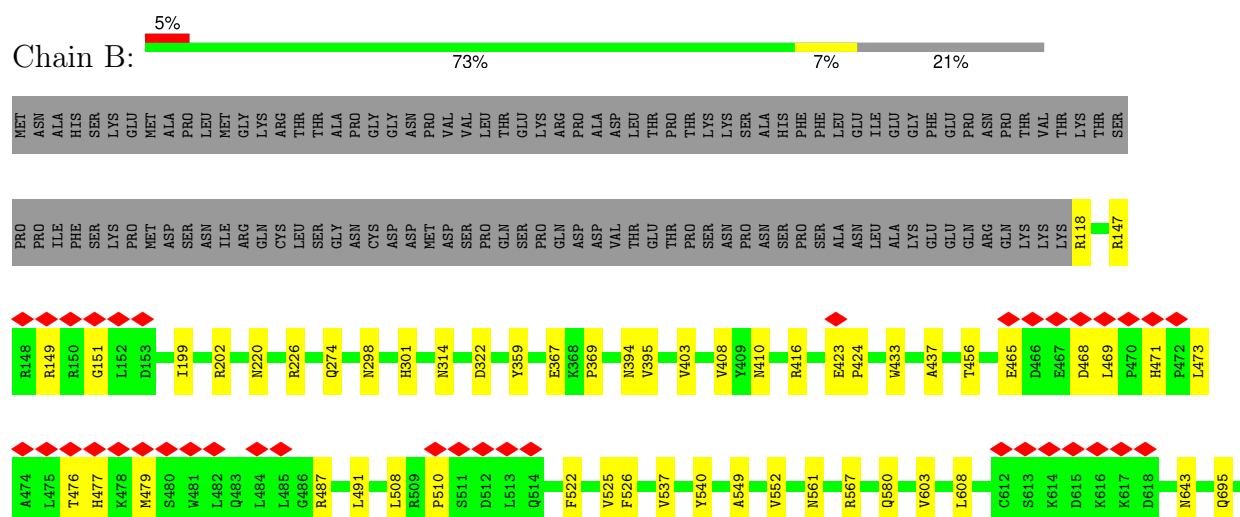 5%
Chain B:
73% 7% 21%
MET ASN ALA HIS SER LYS GLU MET ALA PRO LEU MET GLY LYS ARG THR THR ALA PRO GLY GLY ASN PRO VAL VAL LEU THR GLU LYS ARG PRO ALA ASP LEU THR PRO THR LYS LYS SER ALA HIS PHE PHE LEU GLU ILE GLU GLY PHE GLU PRO ASN PRO THR VAL THR LYS THR SER
PRO PRO ILE PHE SER LYS PRO MET ASP SER ASN ILE ARG GLN CYS LEU SER GLY ASN CYS ASP ASP MET ASP SER PRO GLN SER PRO GLN ASP ASP VAL THR GLU THR PRO SER ASN PRO ASN SER PRO SER ALA ASN LEU ALA LYS GLU GLU GLN ARG GLN LYS LYS LYS R118 R147
R148 R149 R150 G151 L152 D153 I199 R202 N220 R226 Q274 N298 H301 N314 D322 Y359 E367 K368 P369 N394 V395 V403 V408 Y409 N410 R416 E423 P424 W433 A437 T456 E465 D466 E467 D468 L469 P470 H471 P472 L473
A474 L475 T476 H477 K478 M479 S480 W481 L482 Q483 L484 L485 G486 R487 L491 L508 R509 P510 S511 D512 L513 Q514 F522 V525 F526 V537 Y540 A549 V552 N561 R567 Q580 V603 L608 C612 S613 K614 D615 K616 K617 D618 N643 Q695